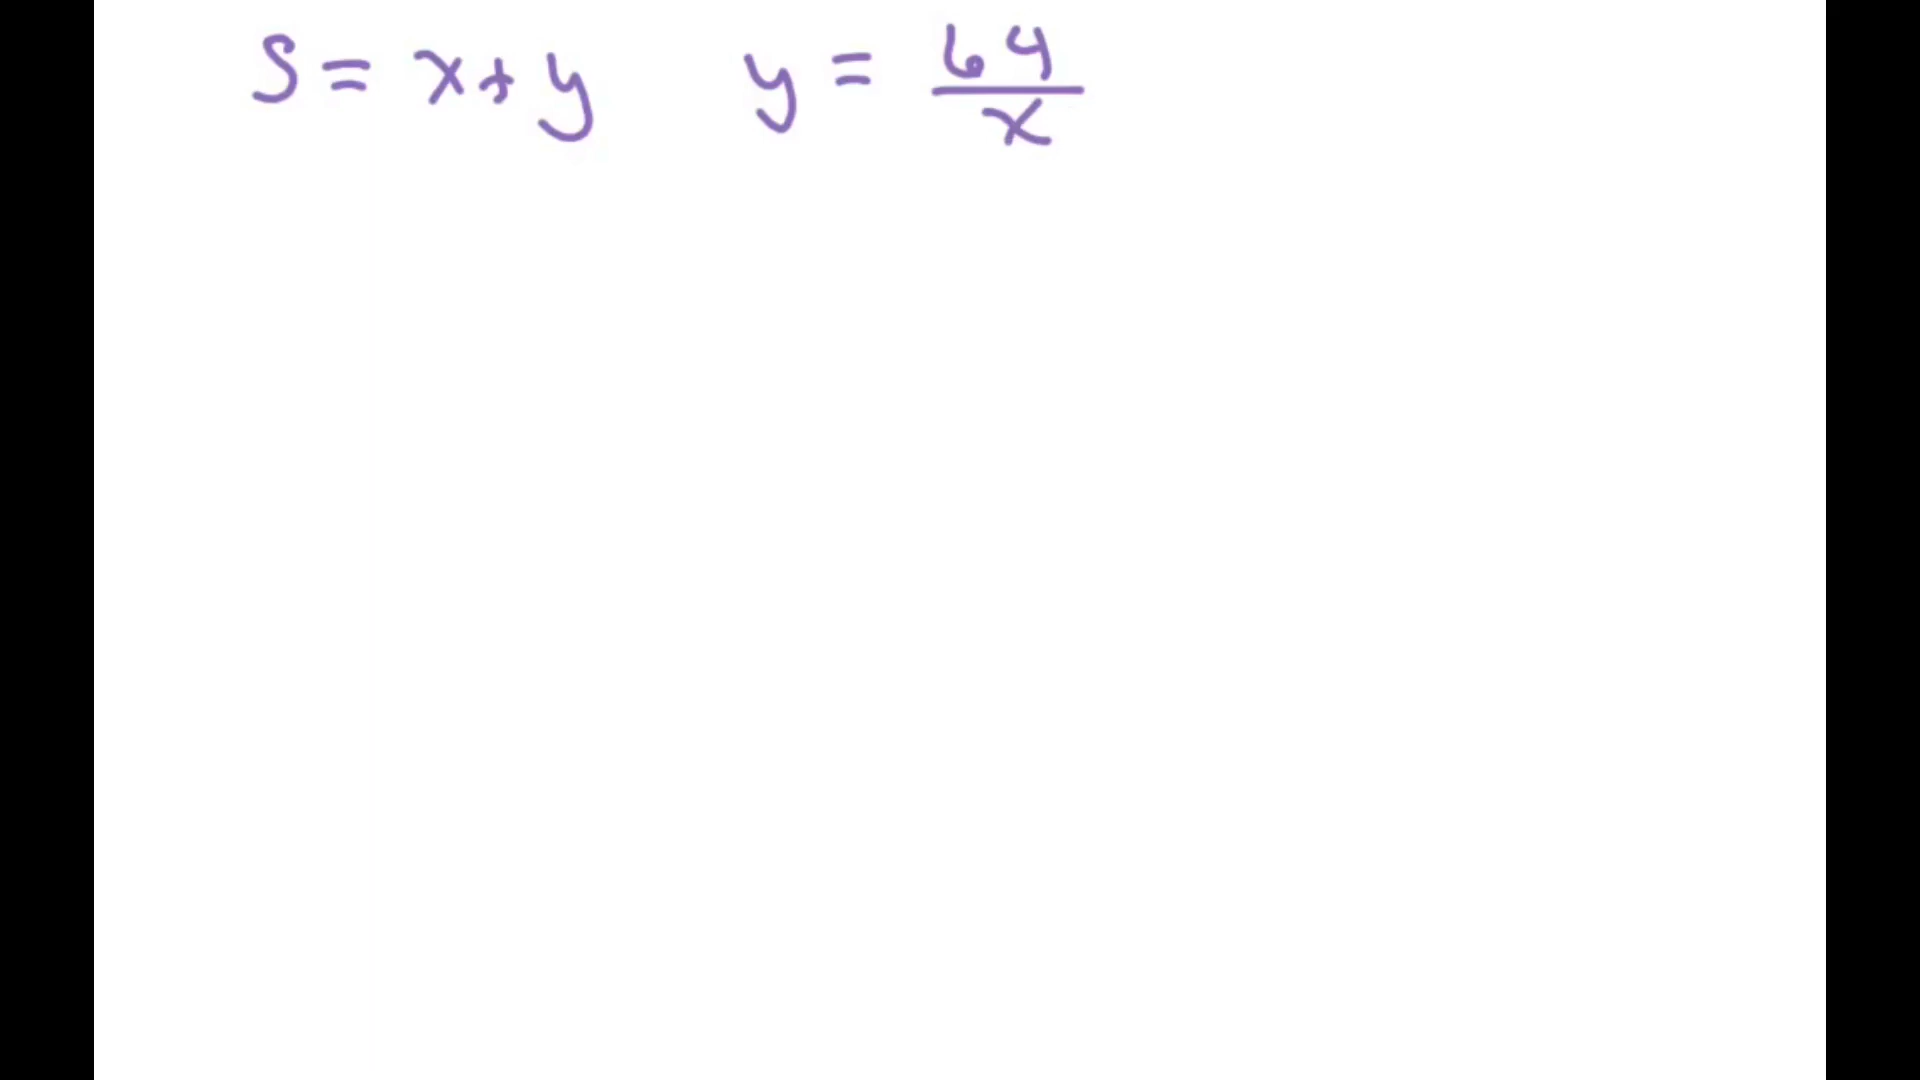 S = x + y y = 64/x